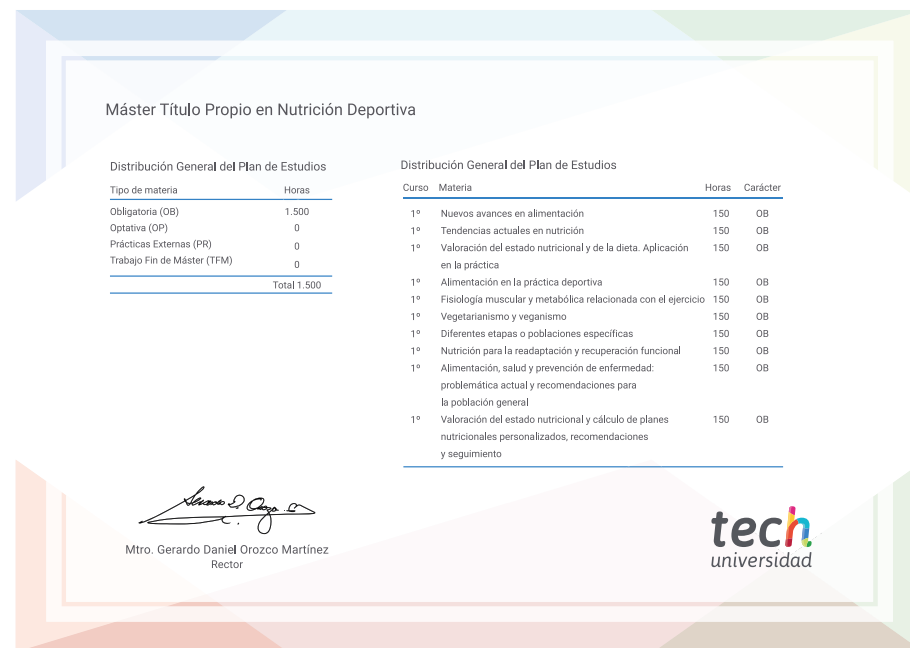 Máster Título Propio en Nutrición Deportiva
Distribución General del Plan de Estudios
Tipo de materia Horas
Obligatoria (OB) 1.500
Optativa (OP) 0
Prácticas Externas (PR) 0
Trabajo Fin de Máster (TFM) 0
Total 1.500
Distribución General del Plan de Estudios
Curso Materia Horas Carácter
1º Nuevos avances en alimentación 150 OB
1º Tendencias actuales en nutrición 150 OB
1º Valoración del estado nutricional y de la dieta. Aplicación 150 OB
en la práctica
1º Alimentación en la práctica deportiva 150 OB
1º Fisiología muscular y metabólica relacionada con el ejercicio 150 OB
1º Vegetarianismo y veganismo 150 OB
1º Diferentes etapas o poblaciones específicas 150 OB
1º Nutrición para la readaptación y recuperación funcional 150 OB
1º Alimentación, salud y prevención de enfermedad: 150 OB
problemática actual y recomendaciones para
la población general
1º Valoración del estado nutricional y cálculo de planes 150 OB
nutricionales personalizados, recomendaciones
y seguimiento
Mtro. Gerardo Daniel Orozco Martínez
Rector
tech
universidad